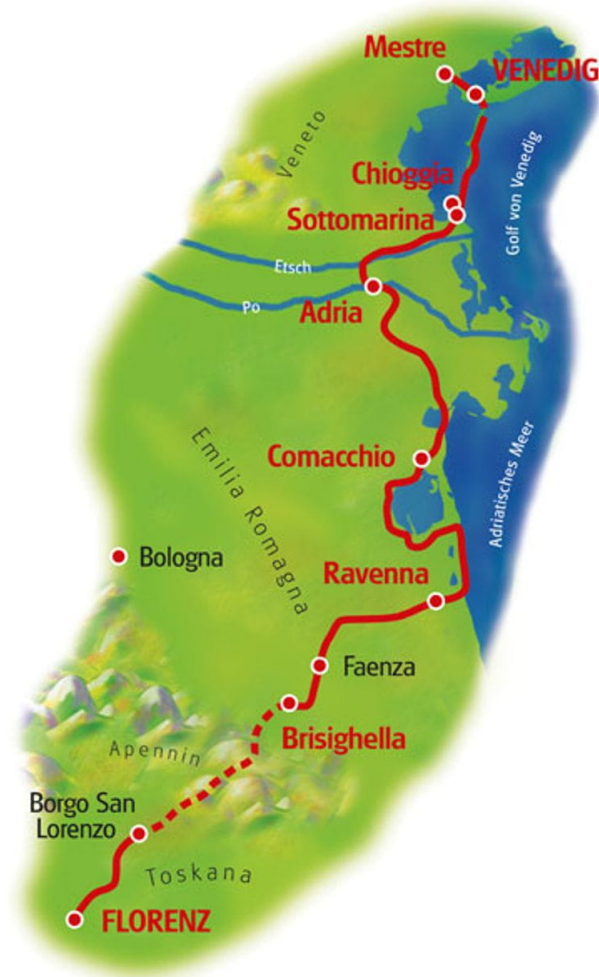 Mestre
VENEDIG
Veneto
Chioggia
Golf von Venedig
Sottomarina
Etsch
Po
Adria
Emilia Romagna
Comacchio
Adriatisches Meer
Bologna
Ravenna
Faenza
Brisighella
Apennin
Borgo San
Lorenzo
Toskana
FLORENZ